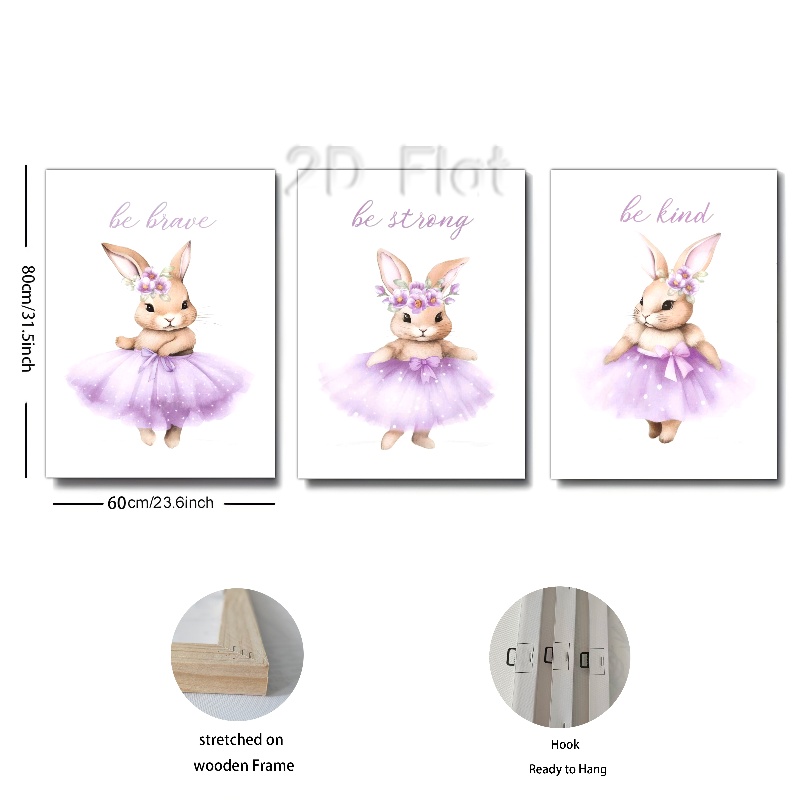 2D Flat
be brave
be strong
be kind
80cm/31.5inch
60cm/23.6inch
stretched on
wooden Frame
Hook
Ready to Hang